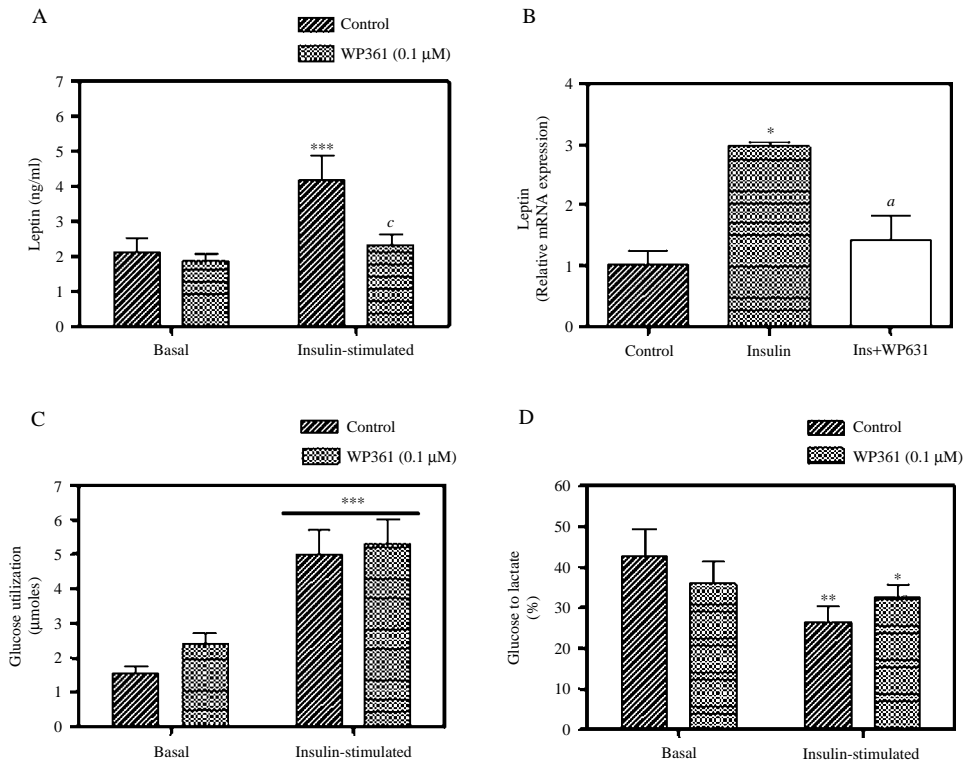 A
Control
WP361 (0.1 μM)
7
6
5
4
3
2
1
0
Leptin (ng/ml)
***
c
Basal
Insulin-stimulated
B
4
3
2
1
0
Leptin
(Relative mRNA expression)
*
a
Control
Insulin
Ins+WP631
C
Control
WP361 (0.1 μM)
7
6
5
4
3
2
1
0
Glucose utilization
(μmoles)
***
Basal
Insulin-stimulated
D
Control
WP361 (0.1 μM)
60
50
40
30
20
10
0
Glucose to lactate
(%)
**
*
Basal
Insulin-stimulated